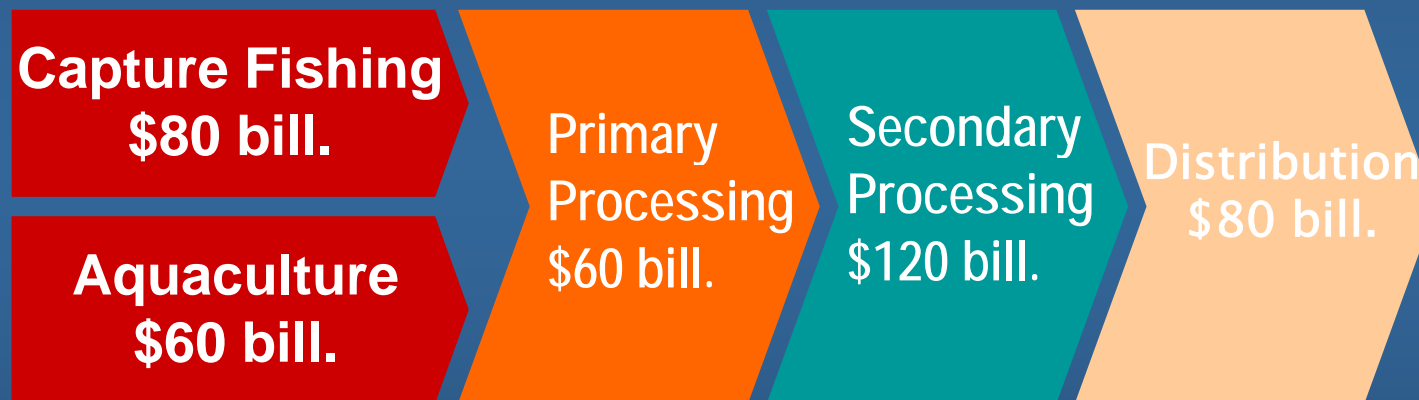 Capture Fishing
$80 bill.
Aquaculture
$60 bill.
Primary
Processing
$60 bill.
Secondary
Processing
$120 bill.
Distribution
$80 bill.